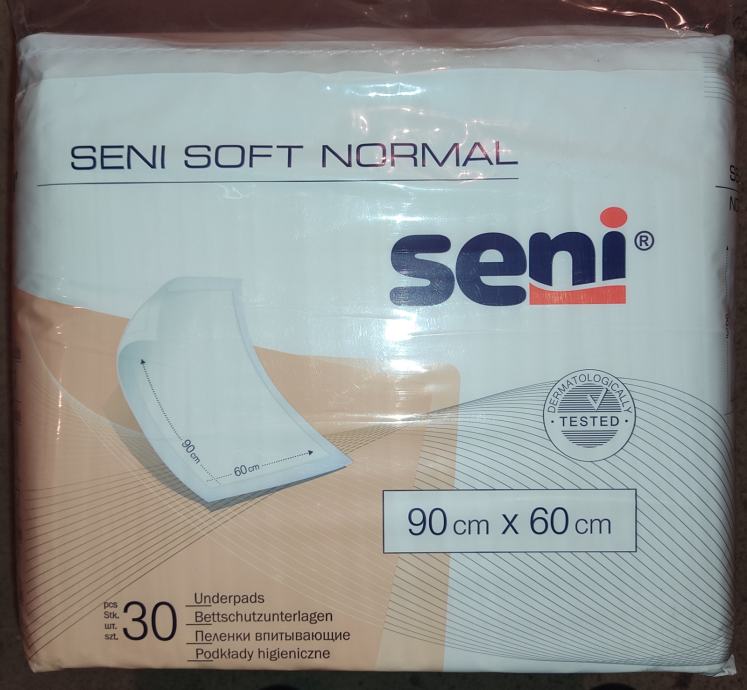 SENI SOFT NORMAL
seni®
DERMATOLOGICALLY
· TESTED ·
90 cm
60 cm
90 cm x 60 cm
pcs
Stk.
шт.
szt.
30
Underpads
Bettschutzunterlagen
Пеленки впитывающие
Podkłady higieniczne